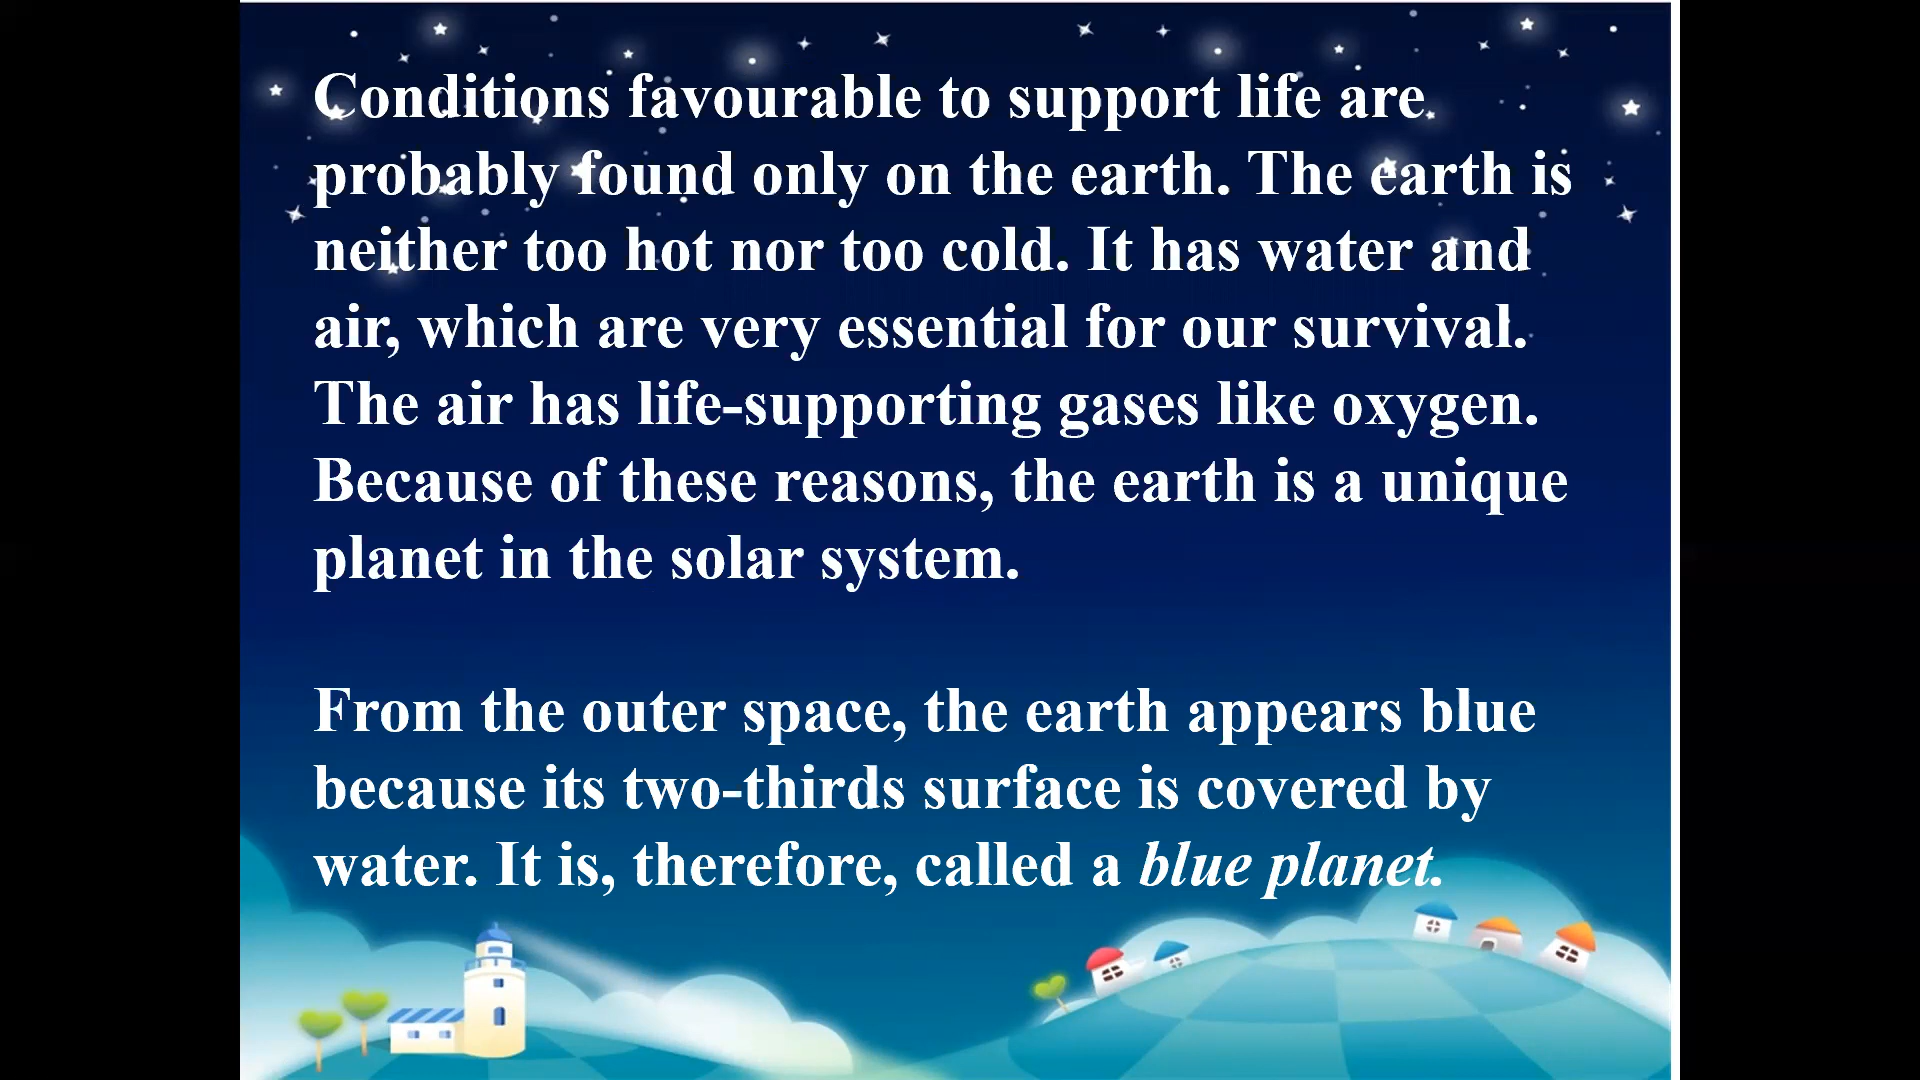 Conditions favourable to support life are
probably found only on the earth. The earth is
neither too hot nor too cold. It has water and
air, which are very essential for our survival.
The air has life-supporting gases like oxygen.
Because of these reasons, the earth is a unique
planet in the solar system.
From the outer space, the earth appears blue
because its two-thirds surface is covered by
water. It is, therefore, called a blue planet.